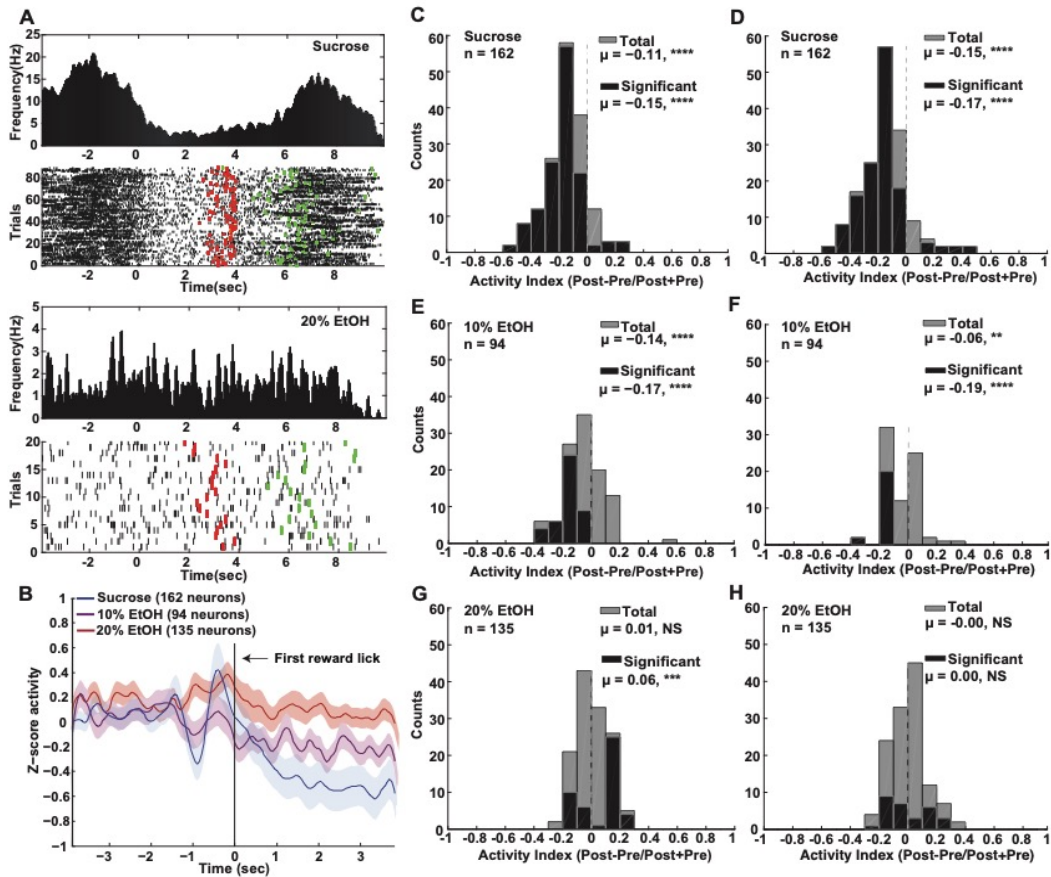 A
Sucrose
Frequency(Hz)
25
20
15
10
5
0
-2 0 2 4 6 8
Trials
80
60
40
20
0
-2 0 2 4 6 8
Time(sec)
20% EtOH
Frequency(Hz)
5
4
3
2
1
0
-2 0 2 4 6 8
Trials
20
15
10
5
0
-2 0 2 4 6 8
Time(sec)
B
Sucrose (162 neurons)
10% EtOH (94 neurons)
20% EtOH (135 neurons)
First reward lick
Z-score activity
1
0.8
0.6
0.4
0.2
0
−0.2
−0.4
−0.6
−0.8
−1
−3 −2 −1 0 1 2 3
Time (sec)
C
Sucrose
n = 162
Total
μ = −0.11, ****
Significant
μ = −0.15, ****
Counts
60
50
40
30
20
10
0
-1 -0.8 -0.6 -0.4 -0.2 0 0.2 0.4 0.6 0.8 1
Activity Index (Post-Pre/Post+Pre)
D
Sucrose
n = 162
Total
μ = -0.15, ****
Significant
μ = -0.17, ****
60
50
40
30
20
10
0
-1 -0.8 -0.6 -0.4 -0.2 0 0.2 0.4 0.6 0.8 1
Activity Index (Post-Pre/Post+Pre)
E
10% EtOH
n = 94
Total
μ = −0.14, ****
Significant
μ = −0.17, ****
Counts
60
50
40
30
20
10
0
-1 -0.8 -0.6 -0.4 -0.2 0 0.2 0.4 0.6 0.8 1
Activity Index (Post-Pre/Post+Pre)
F
10% EtOH
n = 94
Total
μ = -0.06, **
Significant
μ = -0.19, ****
60
50
40
30
20
10
0
-1 -0.8 -0.6 -0.4 -0.2 0 0.2 0.4 0.6 0.8 1
Activity Index (Post-Pre/Post+Pre)
G
20% EtOH
n = 135
Total
μ = 0.01, NS
Significant
μ = 0.06, ***
Counts
60
50
40
30
20
10
0
-1 -0.8 -0.6 -0.4 -0.2 0 0.2 0.4 0.6 0.8 1
Activity Index (Post-Pre/Post+Pre)
H
20% EtOH
n = 135
Total
μ = -0.00, NS
Significant
μ = 0.00, NS
60
50
40
30
20
10
0
-1 -0.8 -0.6 -0.4 -0.2 0 0.2 0.4 0.6 0.8 1
Activity Index (Post-Pre/Post+Pre)